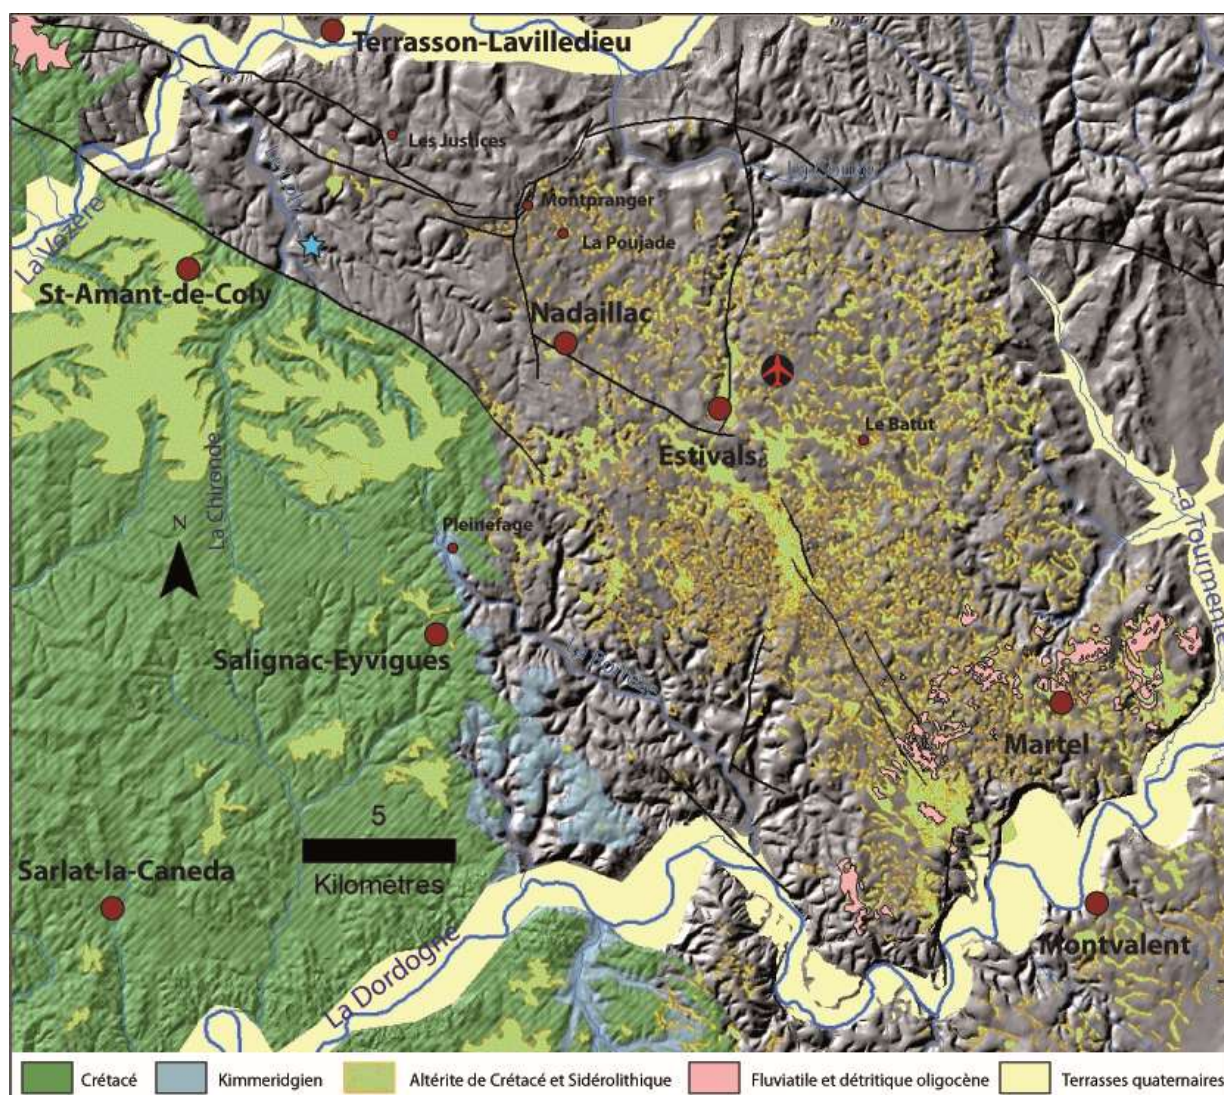 Terrasson-Lavilledieu
Les Justices
La Vézère
Montpranger
La Poujade
St-Amant-de-Coly
Nadaillac
Le Batut
Estivals
La Chironde
N
Pleinefage
La Tourmente
Salignac-Eyvigues
Martel
5
Kilomètres
Sarlat-la-Caneda
La Dordogne
Montvalent
Crétacé
Kimmeridgien
Altérite de Crétacé et Sidérolithique
Fluviatile et détritique oligocène
Terrasses quaternaires